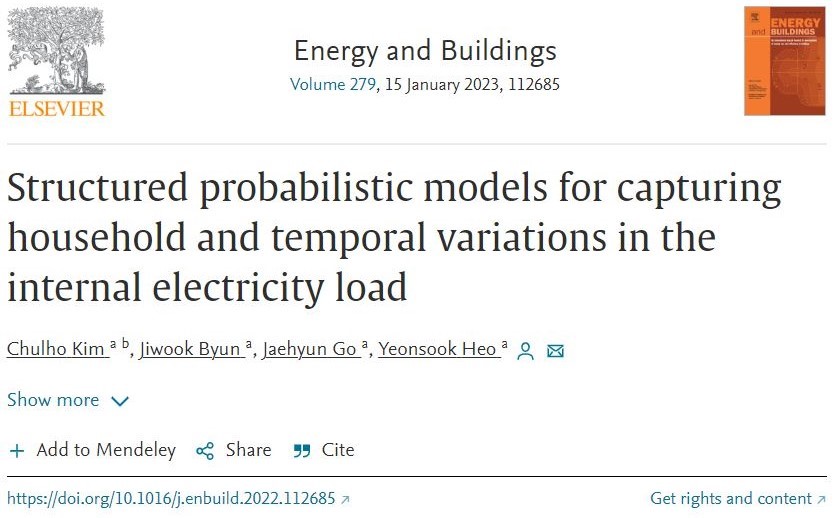 ELSEVIER
Energy and Buildings
Volume 279, 15 January 2023, 112685
and ENERGY
BUILDINGS
Structured probabilistic models for capturing
household and temporal variations in the
internal electricity load
Chulho Kim a b, Jiwook Byun a, Jaehyun Go a, Yeonsook Heo a
Show more
Add to Mendeley Share Cite
https://doi.org/10.1016/j.enbuild.2022.112685
Get rights and content